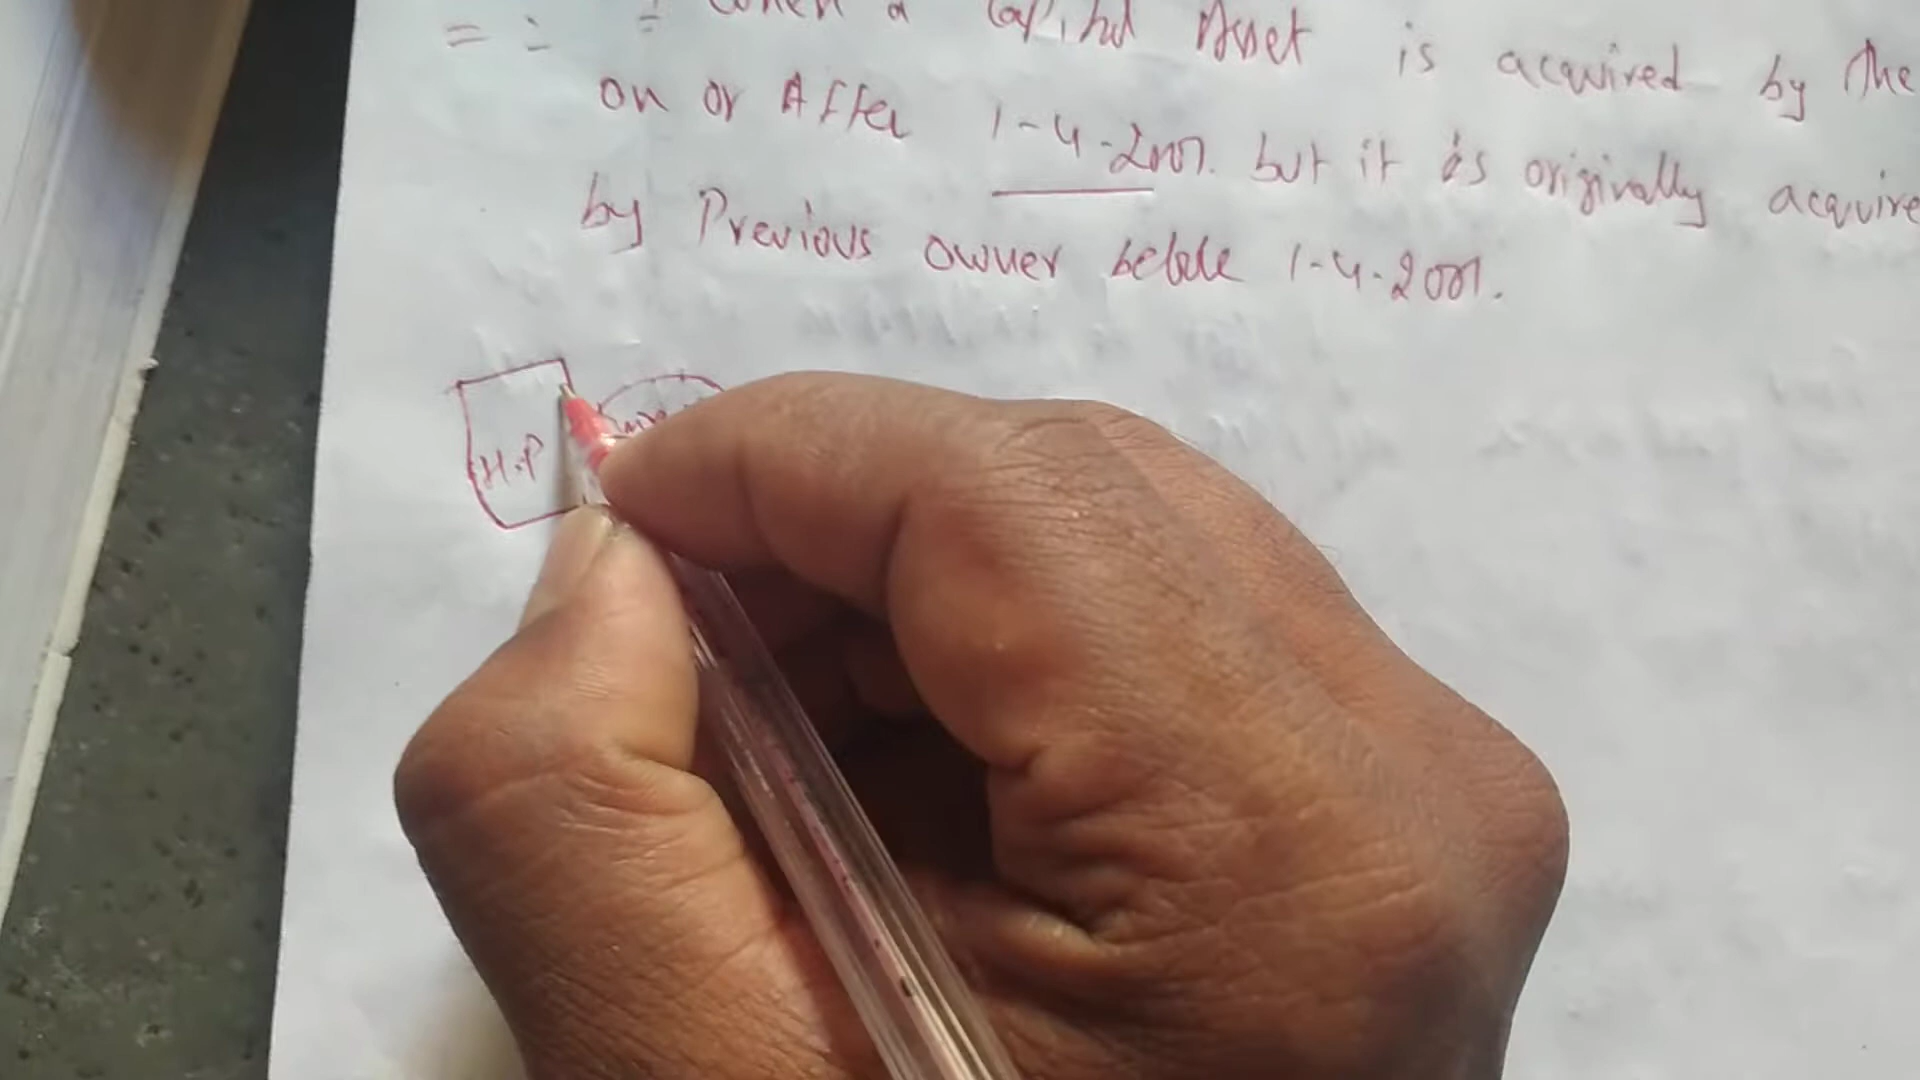 = : ÷ when a Capital Asset is acquired by the
on or After 1-4-2001. but it is originally acquire
by Previous owner before 1-4-2001.
H.P